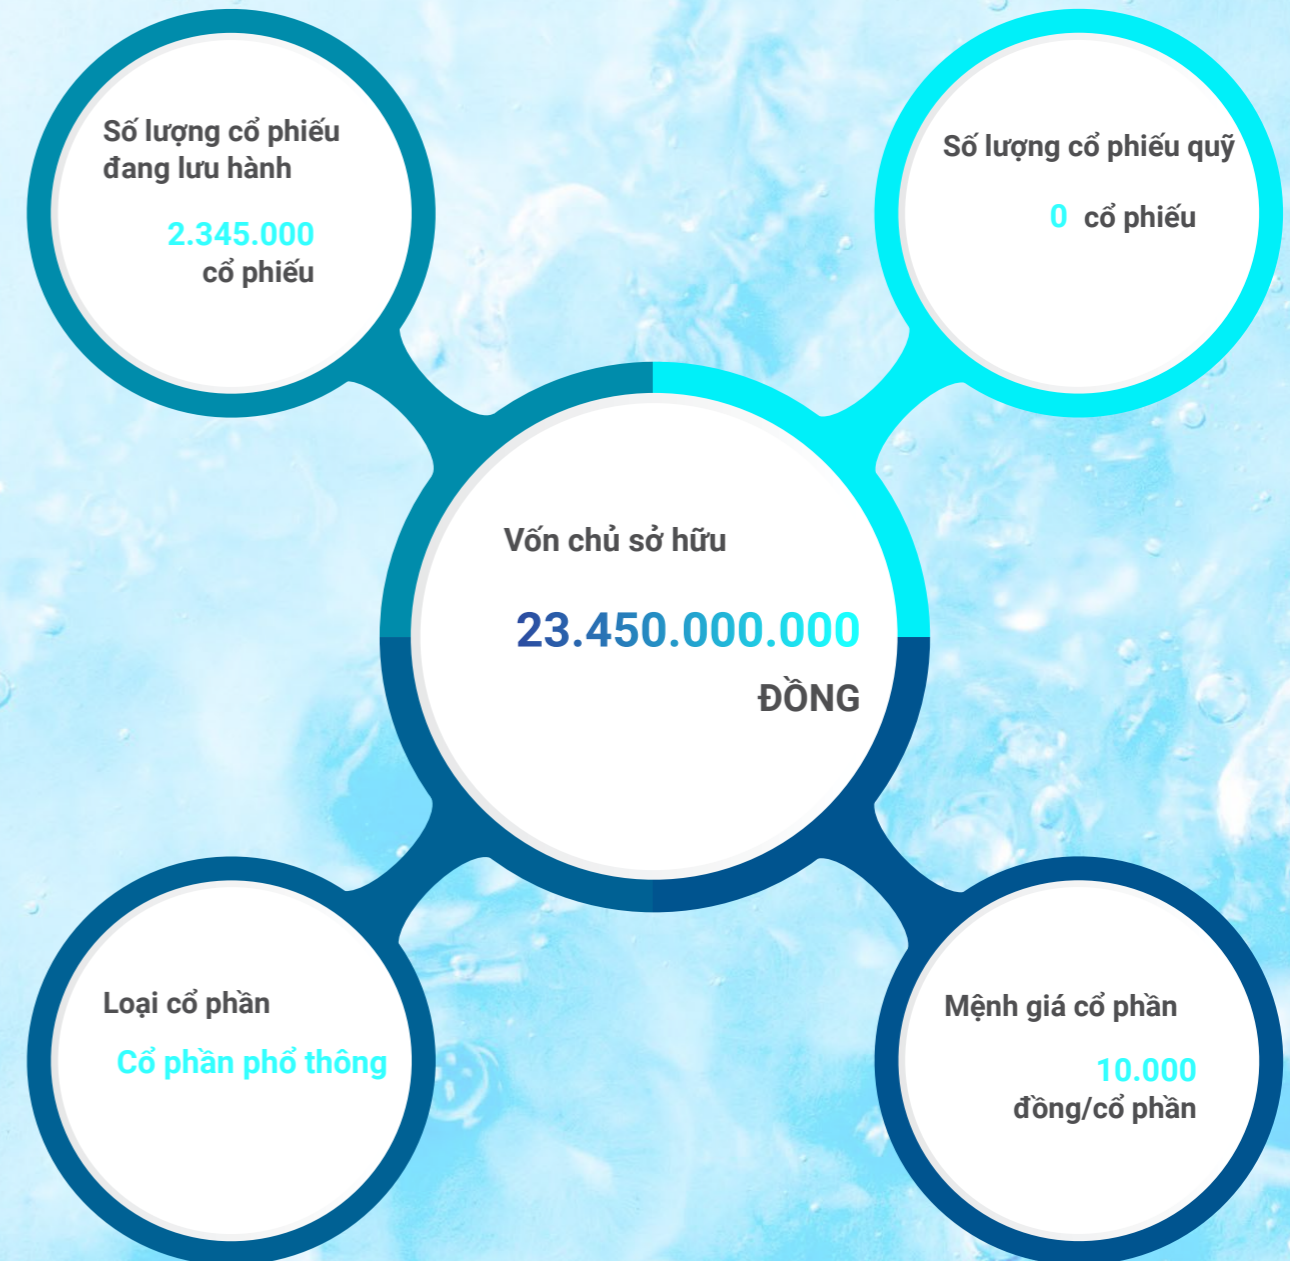 Số lượng cổ phiếu
đang lưu hành
2.345.000
cổ phiếu
Số lượng cổ phiếu quỹ
0 cổ phiếu
Vốn chủ sở hữu
23.450.000.000
ĐỒNG
Loại cổ phần
Cổ phần phổ thông
Mệnh giá cổ phần
10.000
đồng/cổ phần